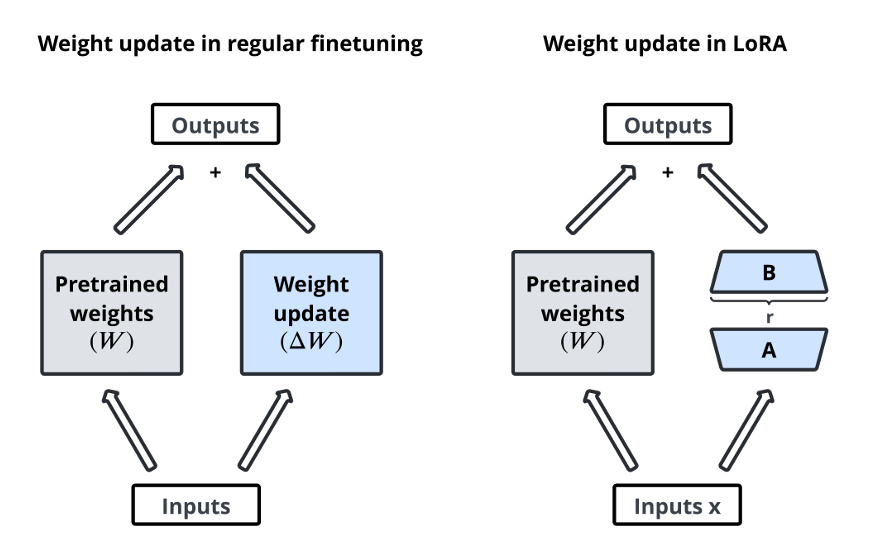 Weight update in regular finetuning
Outputs
+
Pretrained
weights
(W)
Weight
update
(ΔW)
Inputs
Weight update in LoRA
Outputs
+
Pretrained
weights
(W)
B
r
A
Inputs x